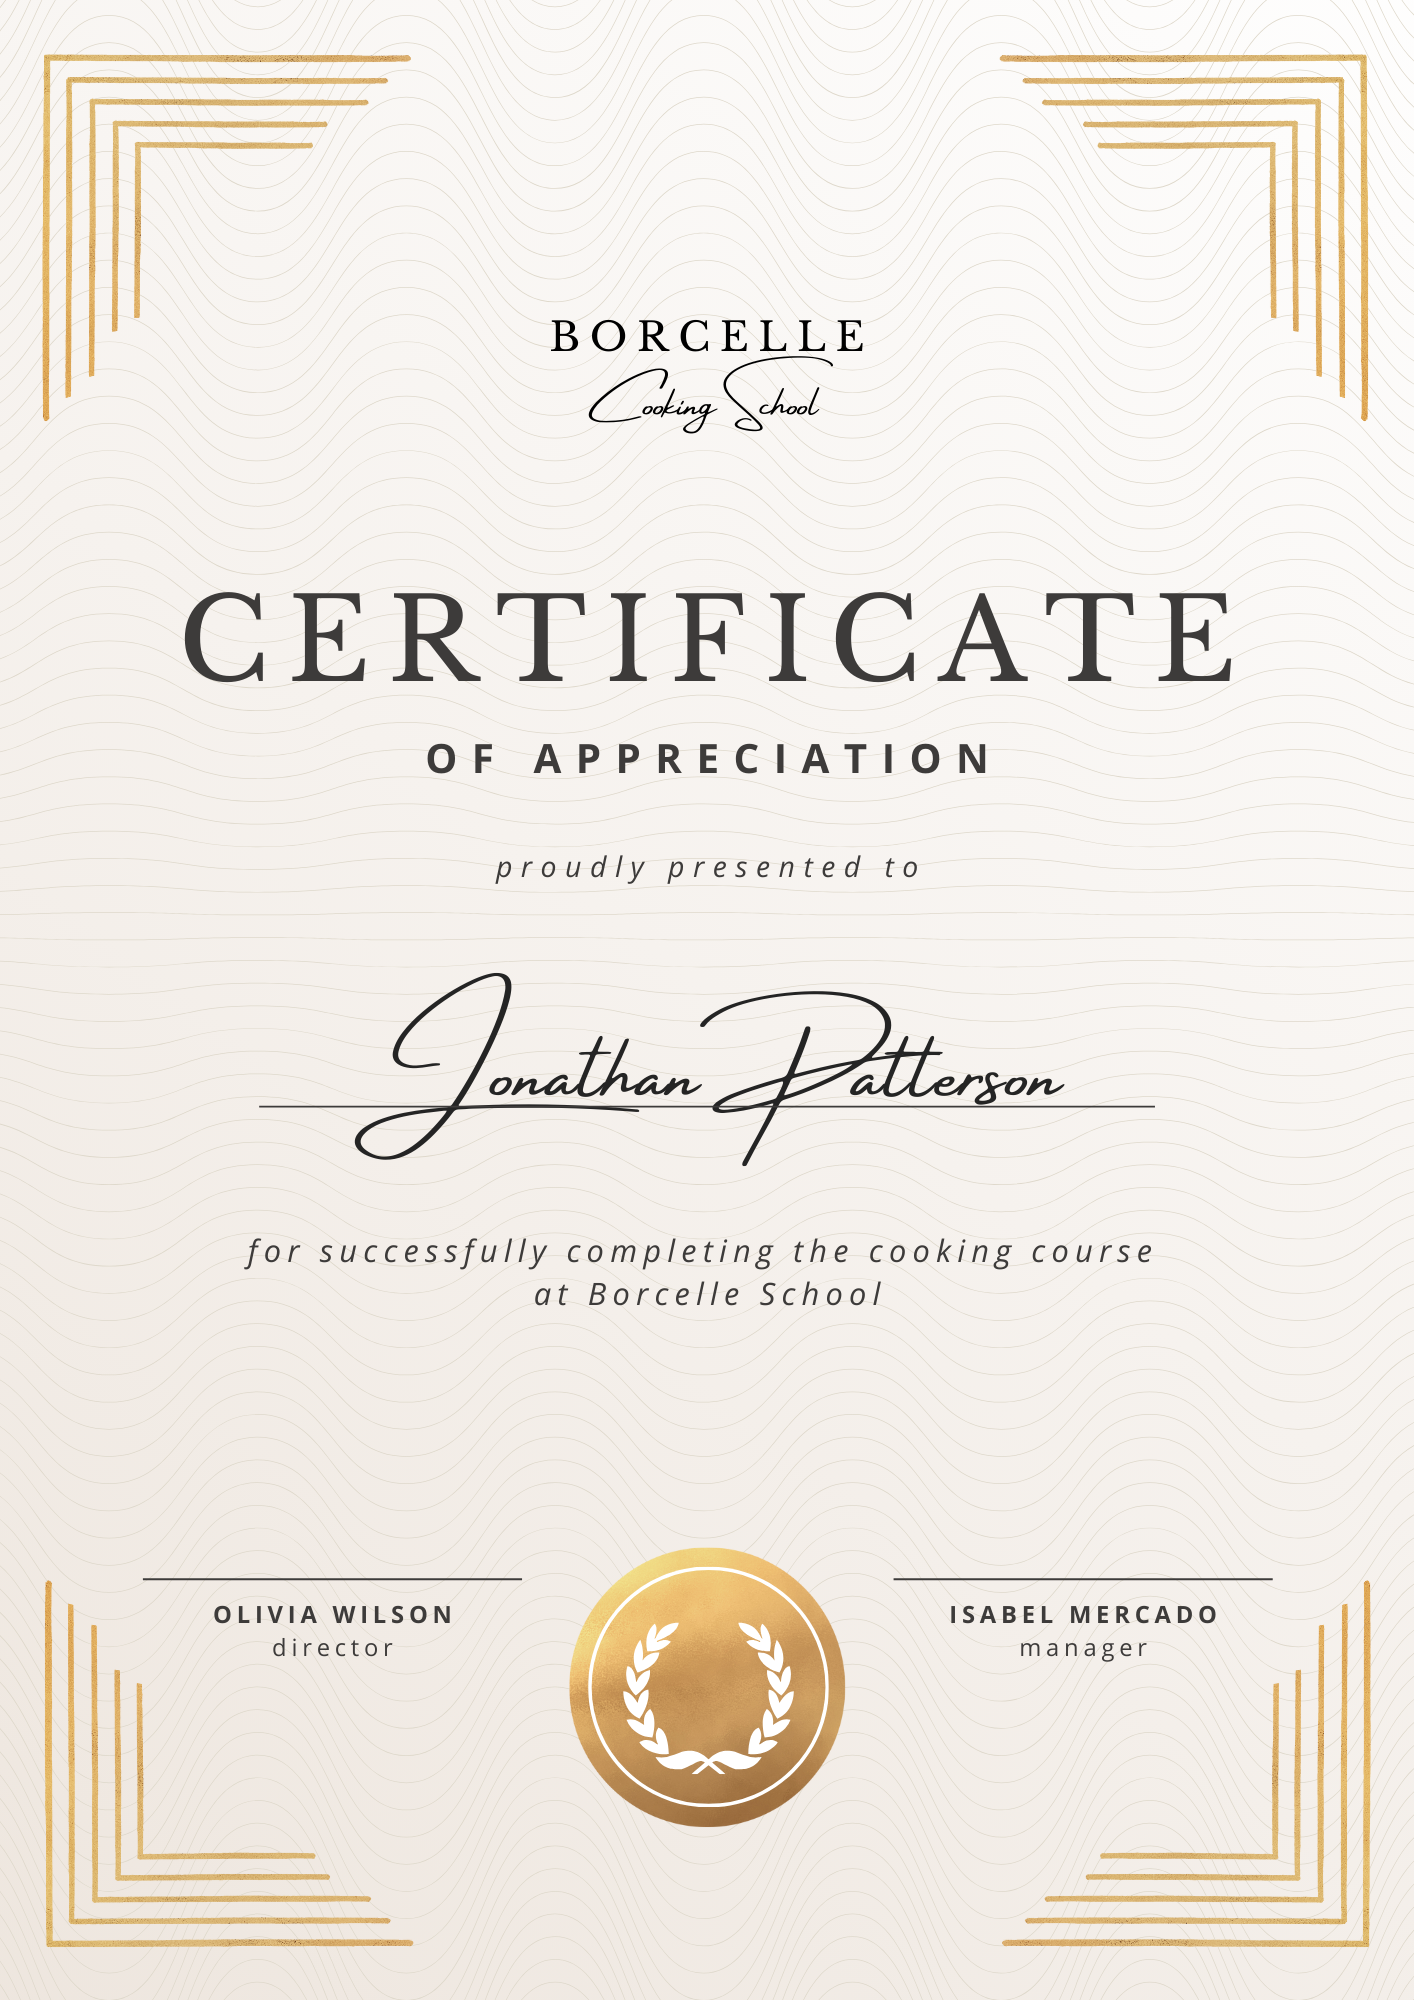 BORCELLE
Cooking School
CERTIFICATE
OF APPRECIATION
proudly presented to
Jonathan Patterson
for successfully completing the cooking course
at Borcelle School
OLIVIA WILSON
director
ISABEL MERCADO
manager